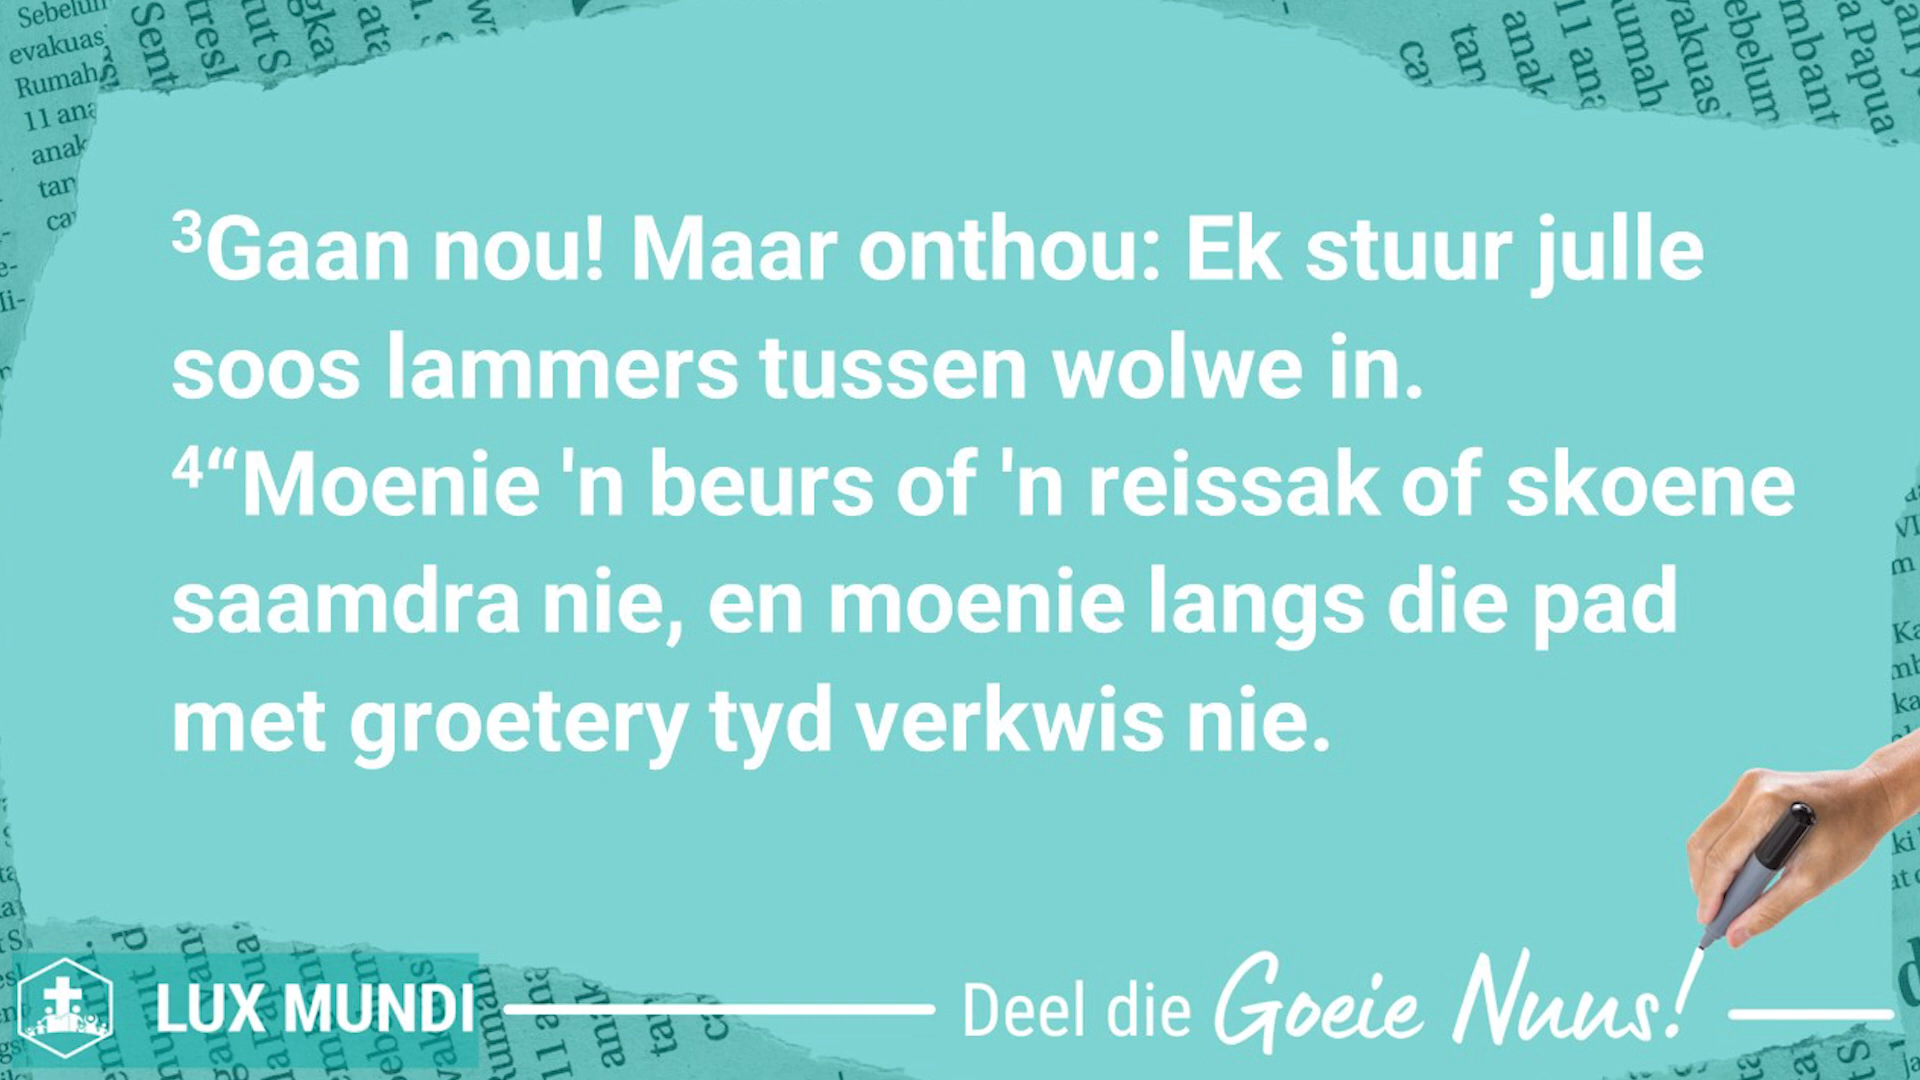 ³Gaan nou! Maar onthou: Ek stuur julle
soos lammers tussen wolwe in.
⁴“Moenie 'n beurs of 'n reissak of skoene
saamdra nie, en moenie langs die pad
met groetery tyd verkwis nie.
LUX MUNDI
Deel die Goeie Nuus!